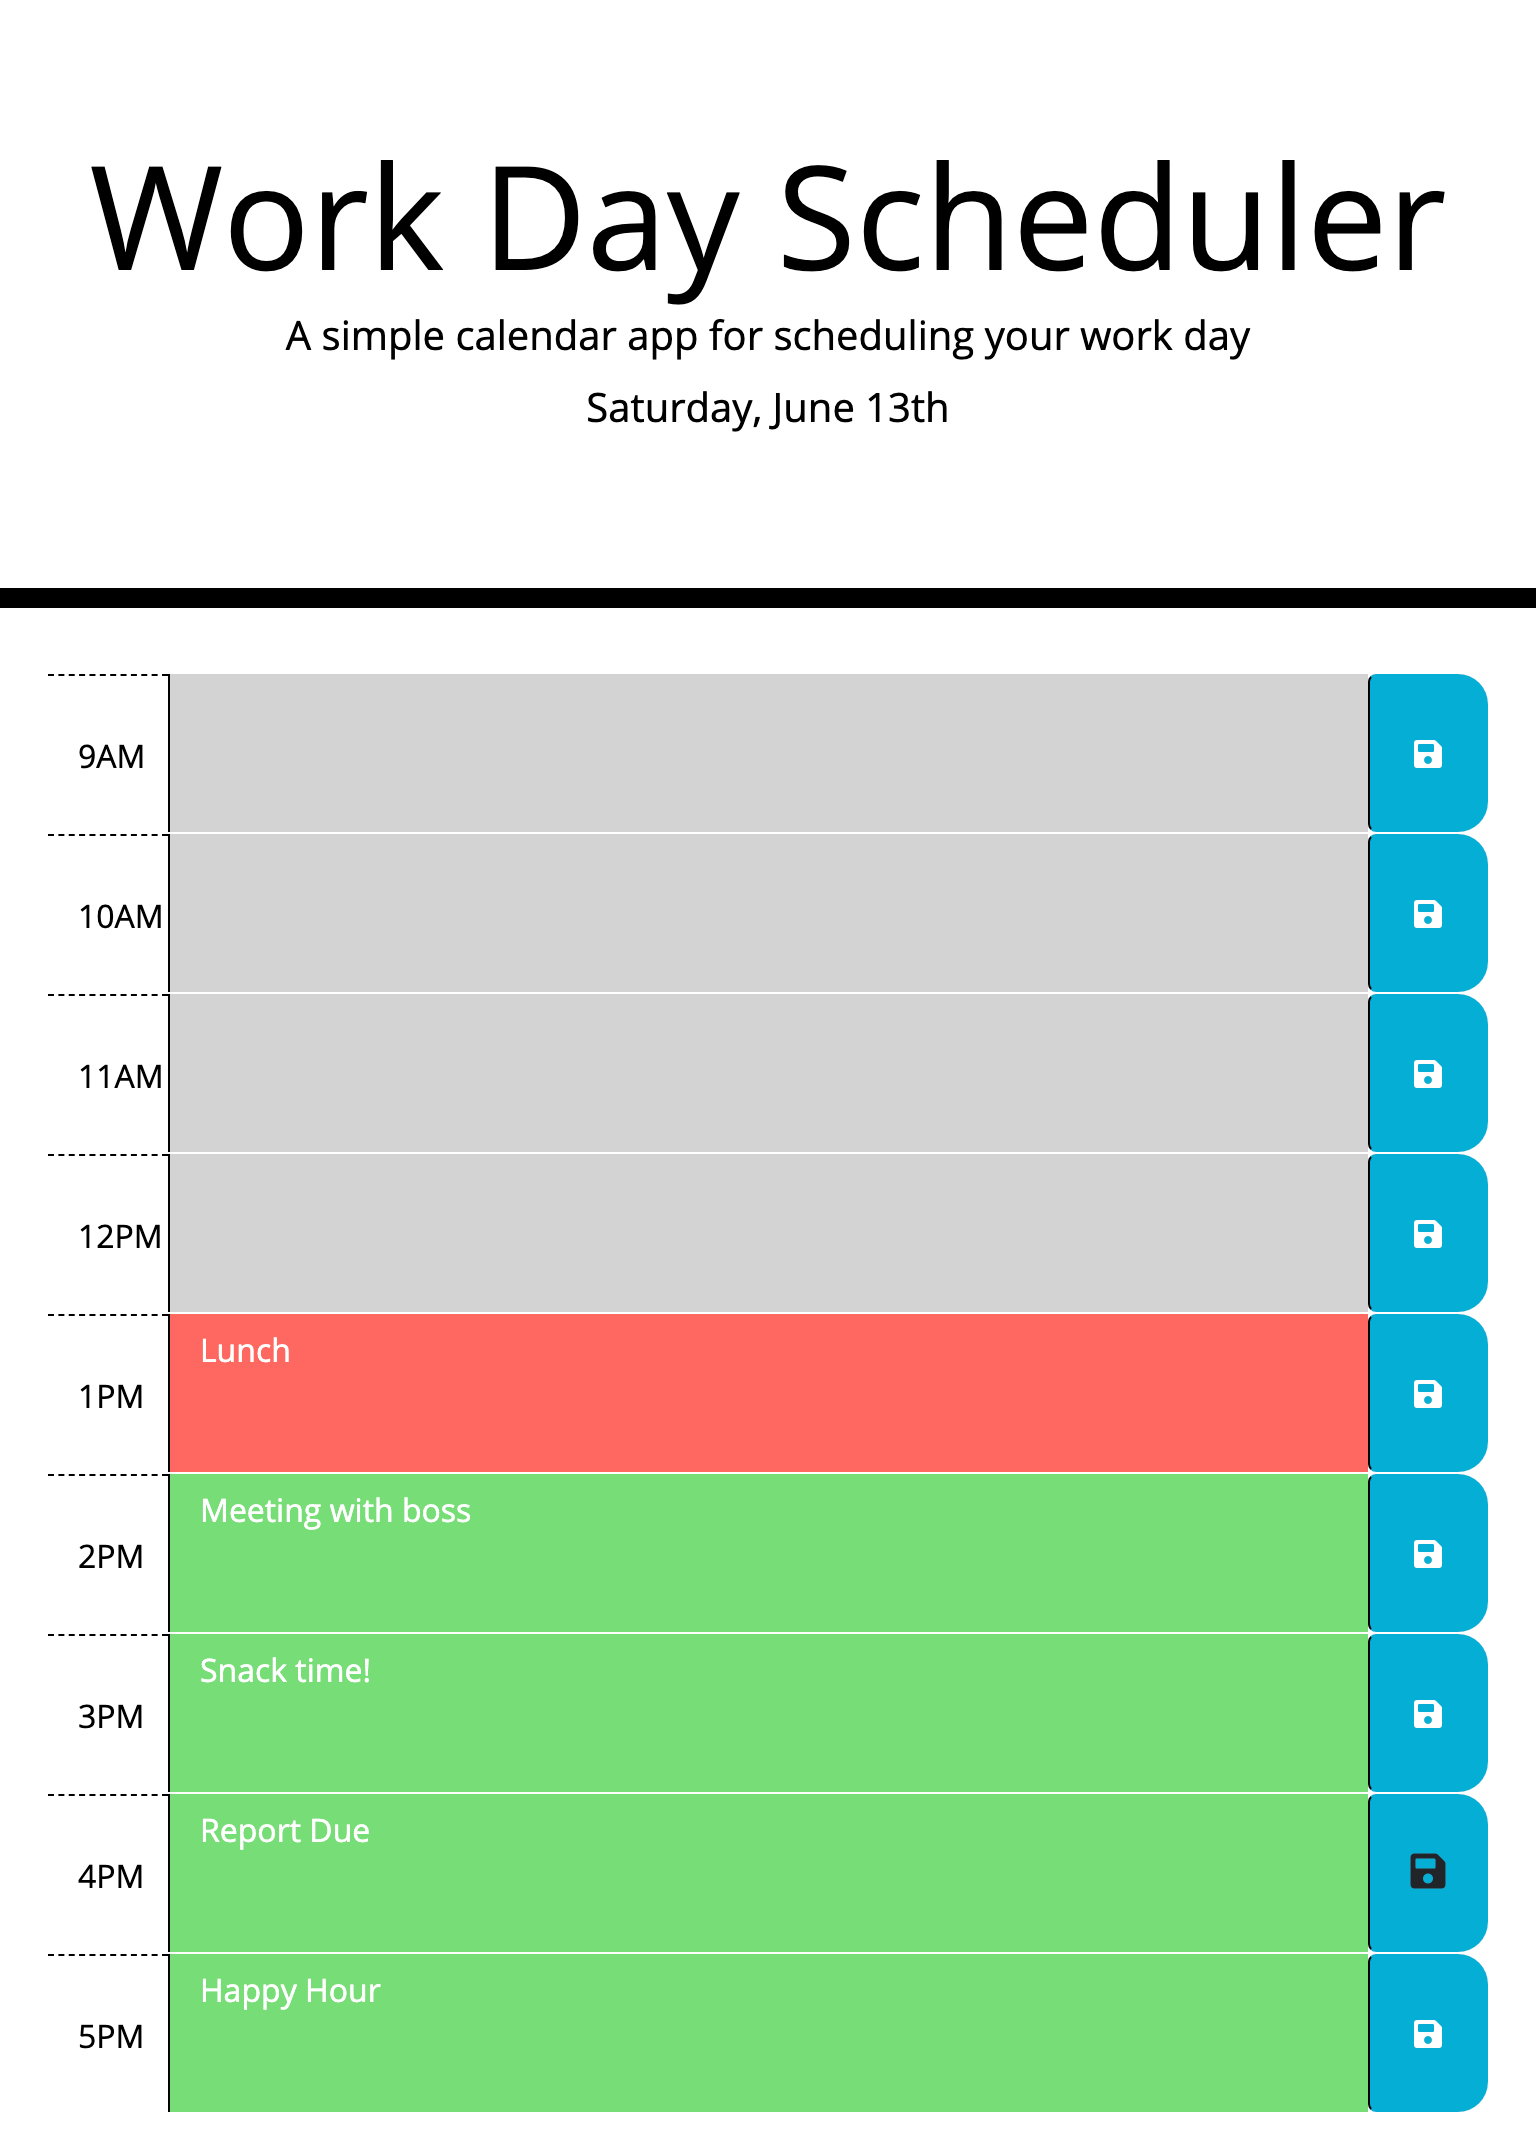 Work Day Scheduler
A simple calendar app for scheduling your work day
Saturday, June 13th
9AM
10AM
11AM
12PM
1PM
Lunch
2PM
Meeting with boss
3PM
Snack time!
4PM
Report Due
5PM
Happy Hour